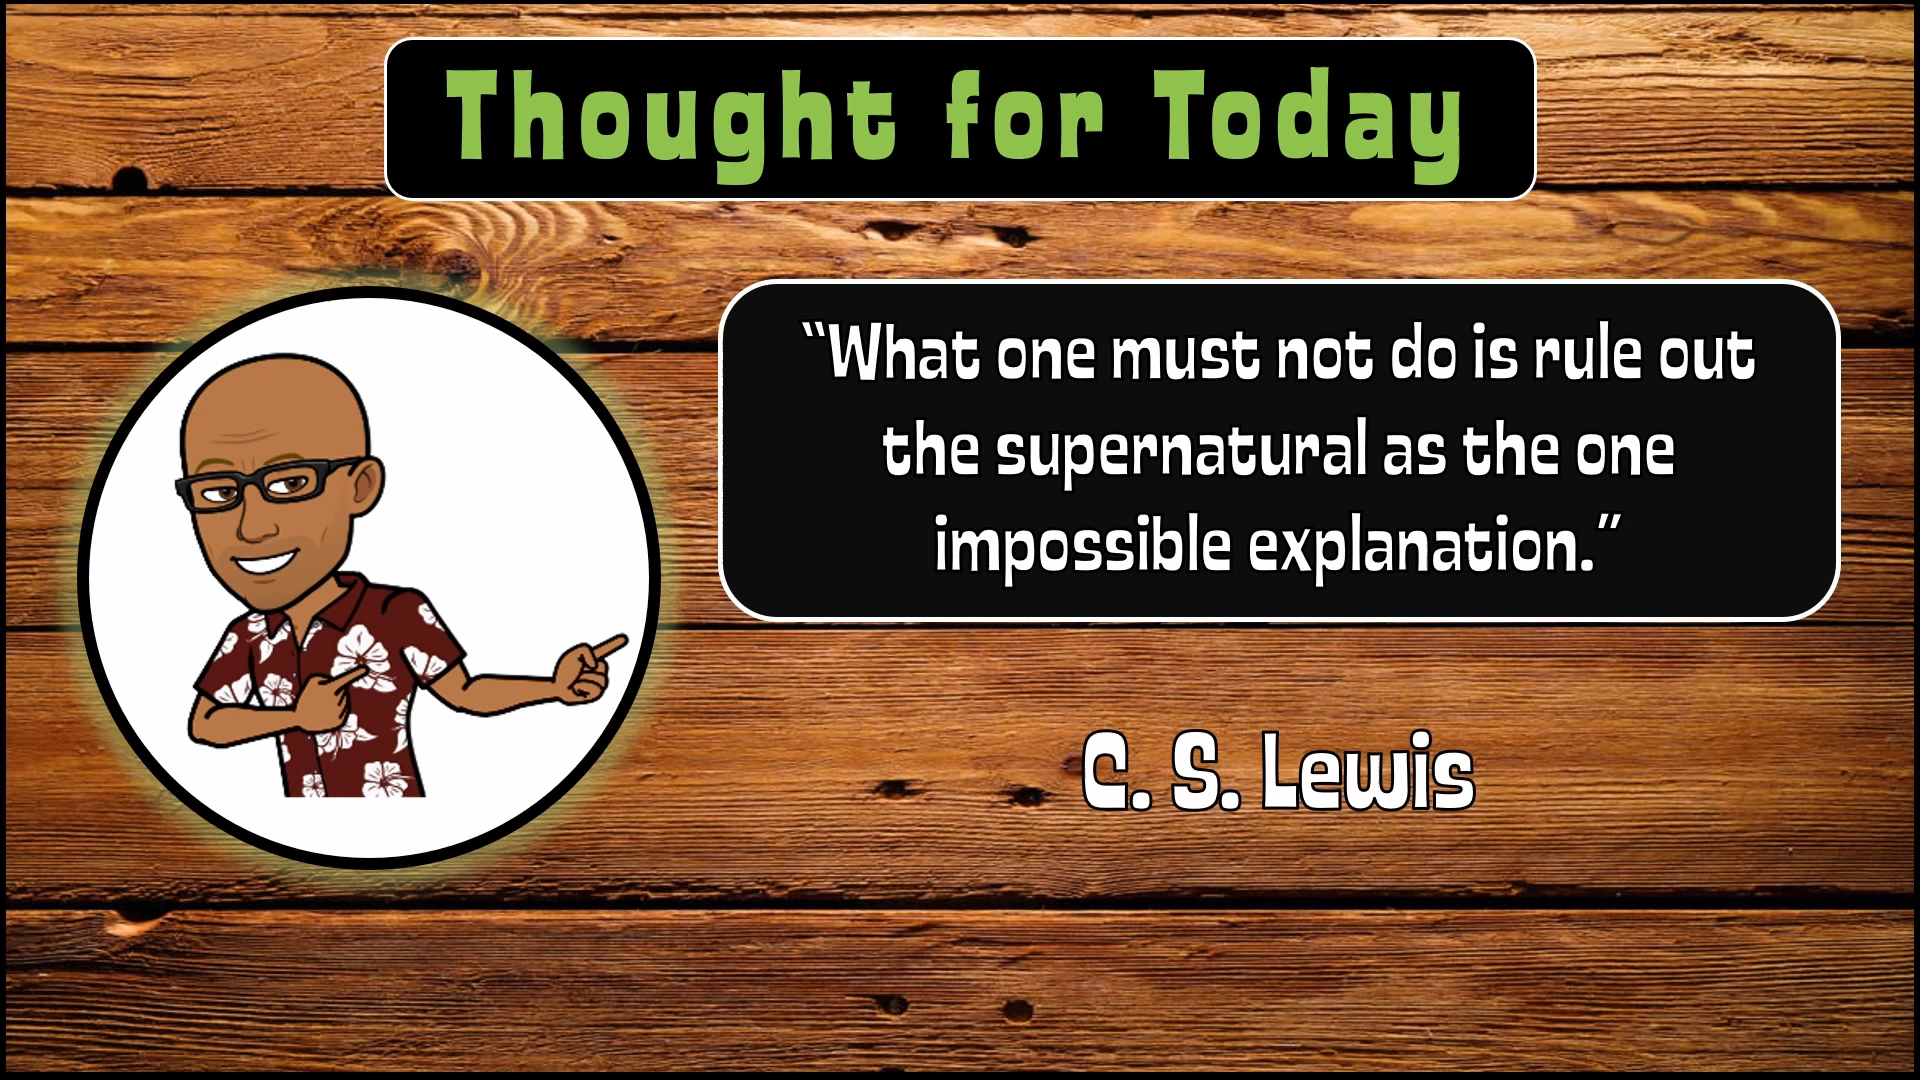 Thought for Today
“What one must not do is rule out
the supernatural as the one
impossible explanation.”
C. S. Lewis